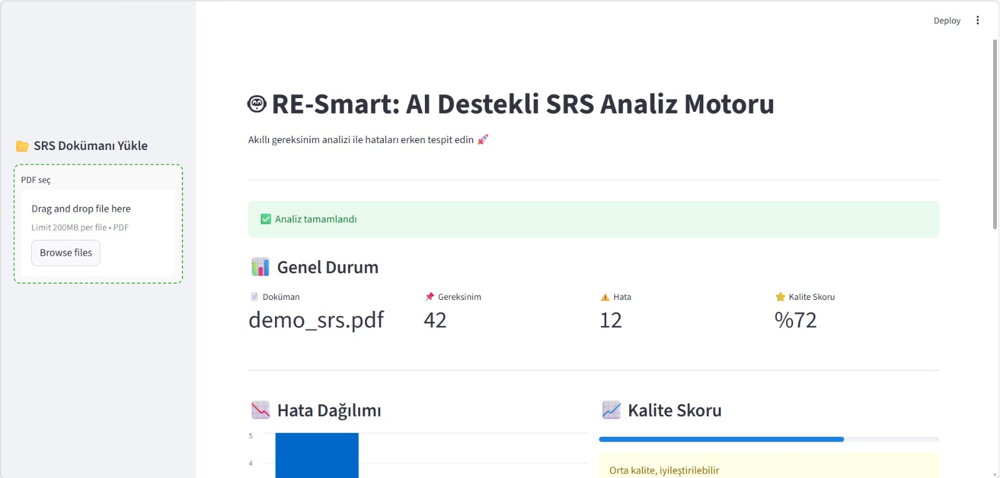 Deploy
SRS Dokümanı Yükle
PDF seç
Drag and drop file here
Limit 200MB per file • PDF
Browse files
RE-Smart: AI Destekli SRS Analiz Motoru
Akıllı gereksinim analizi ile hataları erken tespit edin 🚀
✅ Analiz tamamlandı
Genel Durum
Doküman
demo_srs.pdf
Gereksinim
42
Hata
12
Kalite Skoru
%72
Hata Dağılımı
5
4
Kalite Skoru
Orta kalite, iyileştirilebilir